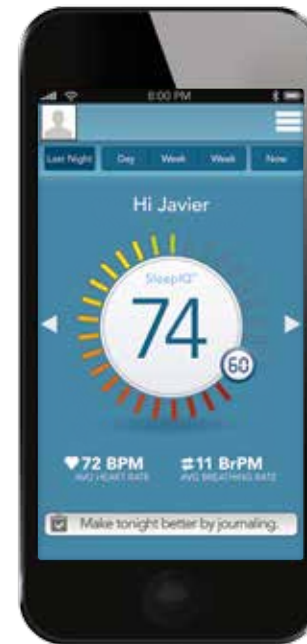 8:00 PM
Last Night Day Week Week Now
Hi Javier
SleepIQ™
74
60
72 BPM 11 BrPM
AVG HEART RATE AVG BREATHING RATE
Make tonight better by journaling.